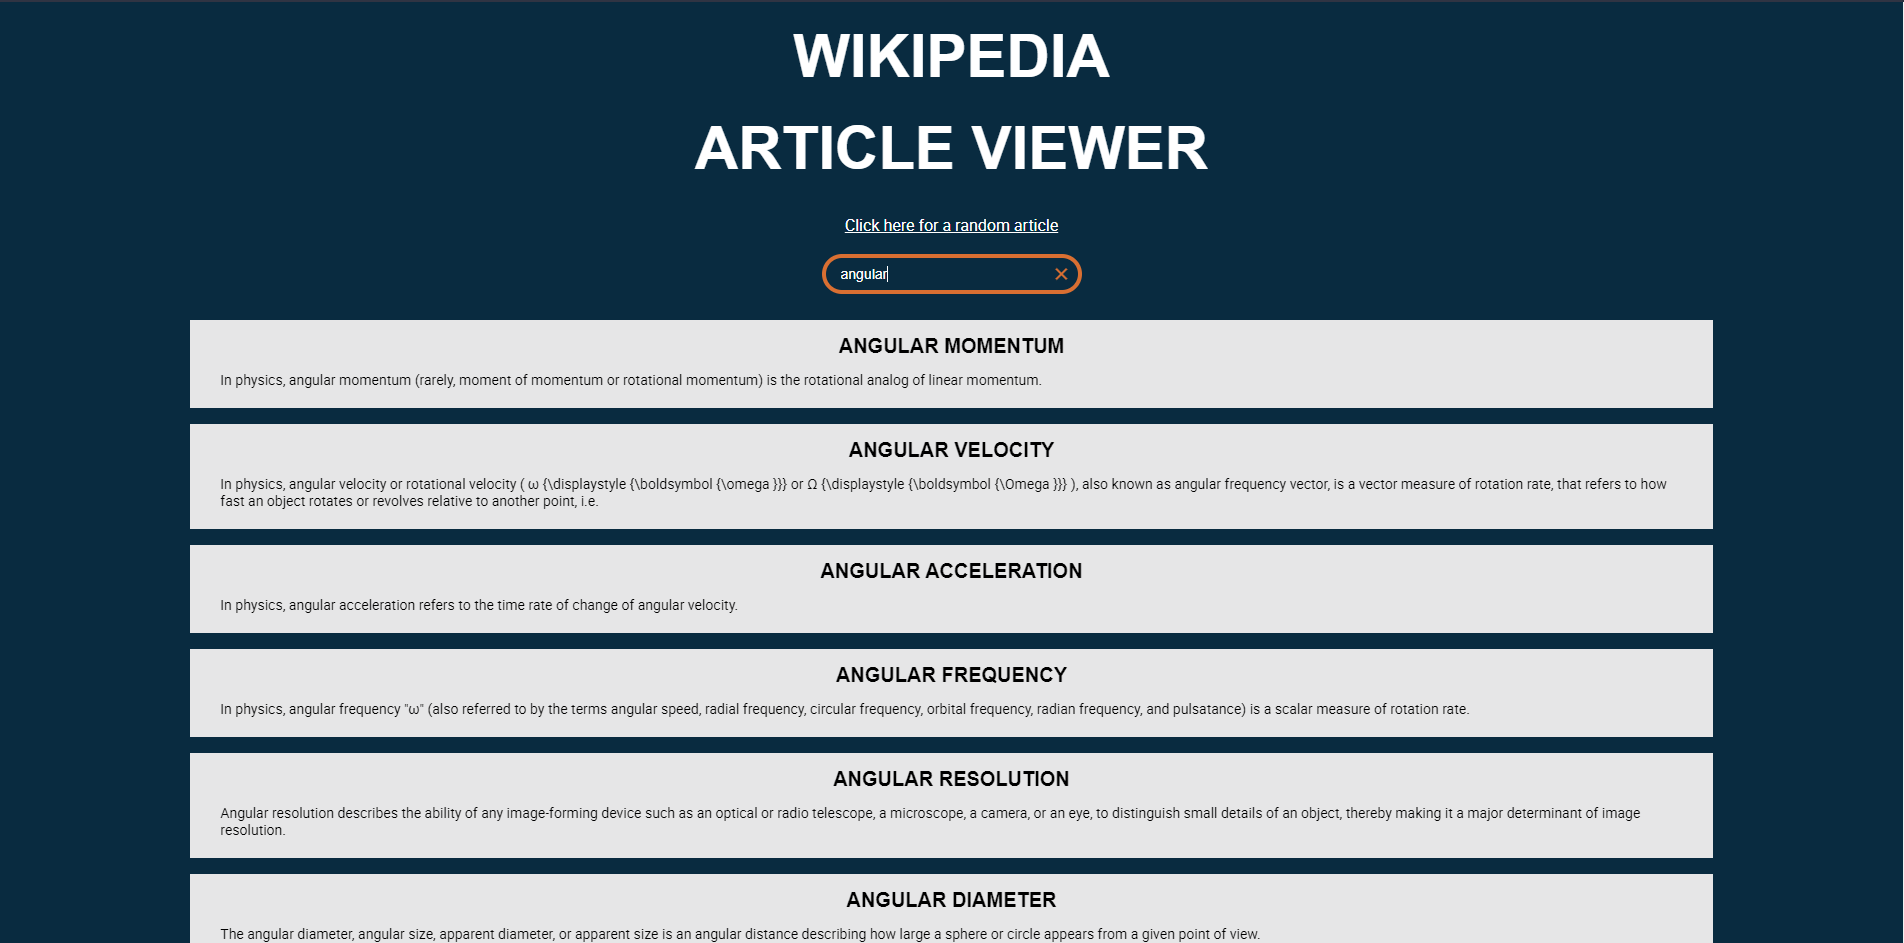 WIKIPEDIA
ARTICLE VIEWER
Click here for a random article
angular
ANGULAR MOMENTUM
In physics, angular momentum (rarely, moment of momentum or rotational momentum) is the rotational analog of linear momentum.
ANGULAR VELOCITY
In physics, angular velocity or rotational velocity ( ω {\displaystyle {\boldsymbol {\omega }}} or Ω {\displaystyle {\boldsymbol {\Omega }}} ), also known as angular frequency vector, is a vector measure of rotation rate, that refers to how
fast an object rotates or revolves relative to another point, i.e.
ANGULAR ACCELERATION
In physics, angular acceleration refers to the time rate of change of angular velocity.
ANGULAR FREQUENCY
In physics, angular frequency "ω" (also referred to by the terms angular speed, radial frequency, circular frequency, orbital frequency, radian frequency, and pulsatance) is a scalar measure of rotation rate.
ANGULAR RESOLUTION
Angular resolution describes the ability of any image-forming device such as an optical or radio telescope, a microscope, a camera, or an eye, to distinguish small details of an object, thereby making it a major determinant of image
resolution.
ANGULAR DIAMETER
The angular diameter, angular size, apparent diameter, or apparent size is an angular distance describing how large a sphere or circle appears from a given point of view.